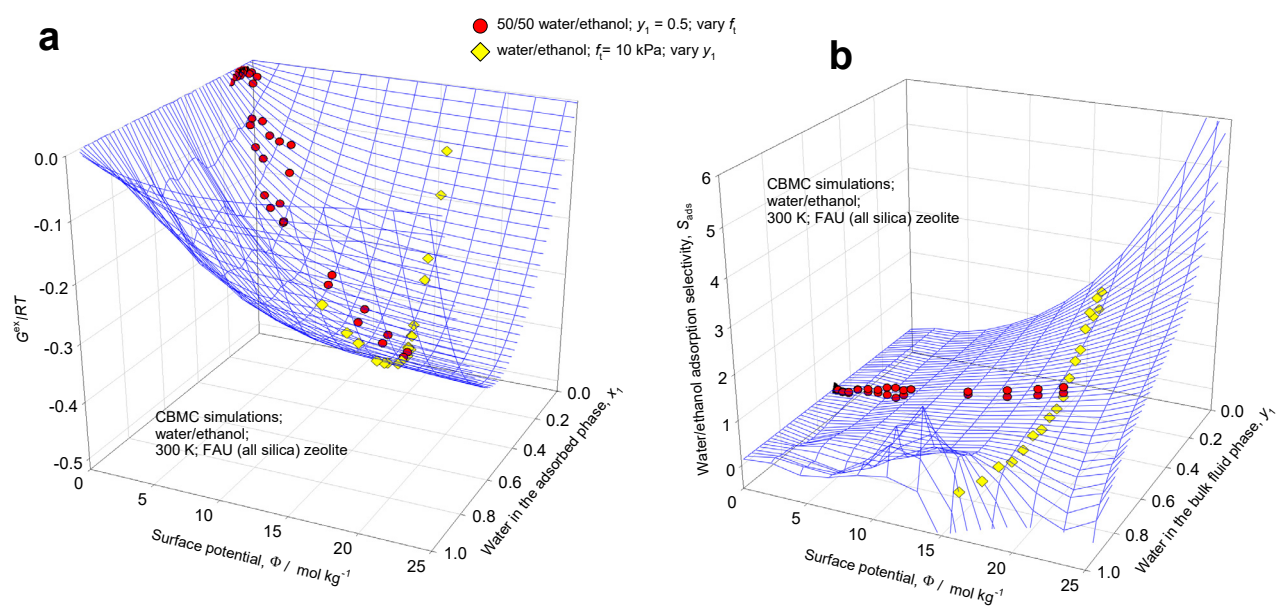 a
50/50 water/ethanol; y₁ = 0.5; vary fₜ
water/ethanol; fₜ= 10 kPa; vary y₁
0.0
-0.1
-0.2
-0.3
-0.4
-0.5
Gᵉˣ/RT
CBMC simulations;
water/ethanol;
300 K; FAU (all silica) zeolite
0
5
10
15
20
25
Surface potential, Φ / mol kg⁻¹
0.0
0.2
0.4
0.6
0.8
1.0
Water in the adsorbed phase, x₁
b
6
5
4
3
2
1
0
Water/ethanol adsorption selectivity, Sₐds
CBMC simulations;
water/ethanol;
300 K; FAU (all silica) zeolite
0
5
10
15
20
25
Surface potential, Φ / mol kg⁻¹
0.0
0.2
0.4
0.6
0.8
1.0
Water in the bulk fluid phase, y₁